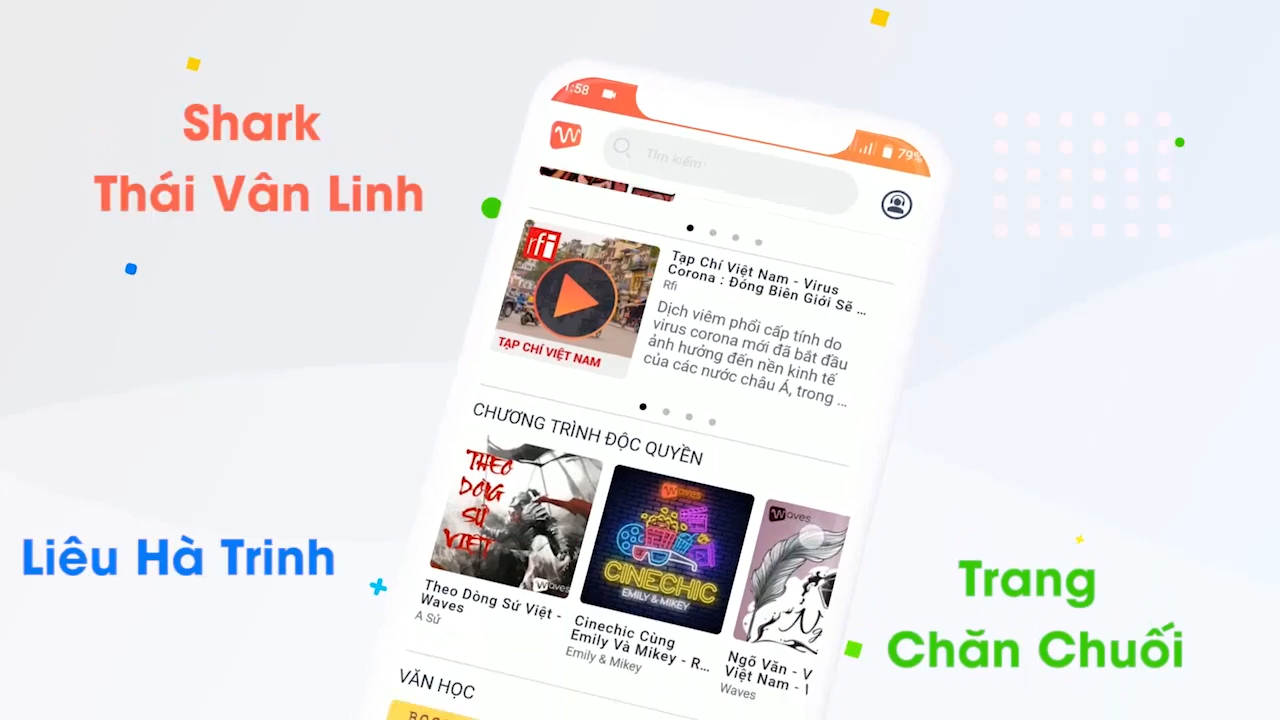 Shark
Thái Vân Linh
1:58
79%
W
Tìm kiếm
rfi
TẠP CHÍ VIỆT NAM
Tạp Chí Việt Nam - Virus
Corona : Đóng Biên Giới Sẽ ...
Rfi
Dịch viêm phổi cấp tính do
virus corona mới đã bắt đầu
ảnh hưởng đến nền kinh tế
của các nước châu Á, trong ...
CHƯƠNG TRÌNH ĐỘC QUYỀN
THEO
DÒNG
SỬ
VIỆT
Waves
Theo Dòng Sử Việt -
Waves
A Sử
Waves
CINECHIC
EMILY & MIKEY
Cinechic Cùng
Emily Và Mikey - R...
Emily & Mikey
Waves
Ng
Ngõ Văn - V
Việt Nam - 
Waves
VĂN HỌC
Liêu Hà Trinh
Trang
Chăn Chuối